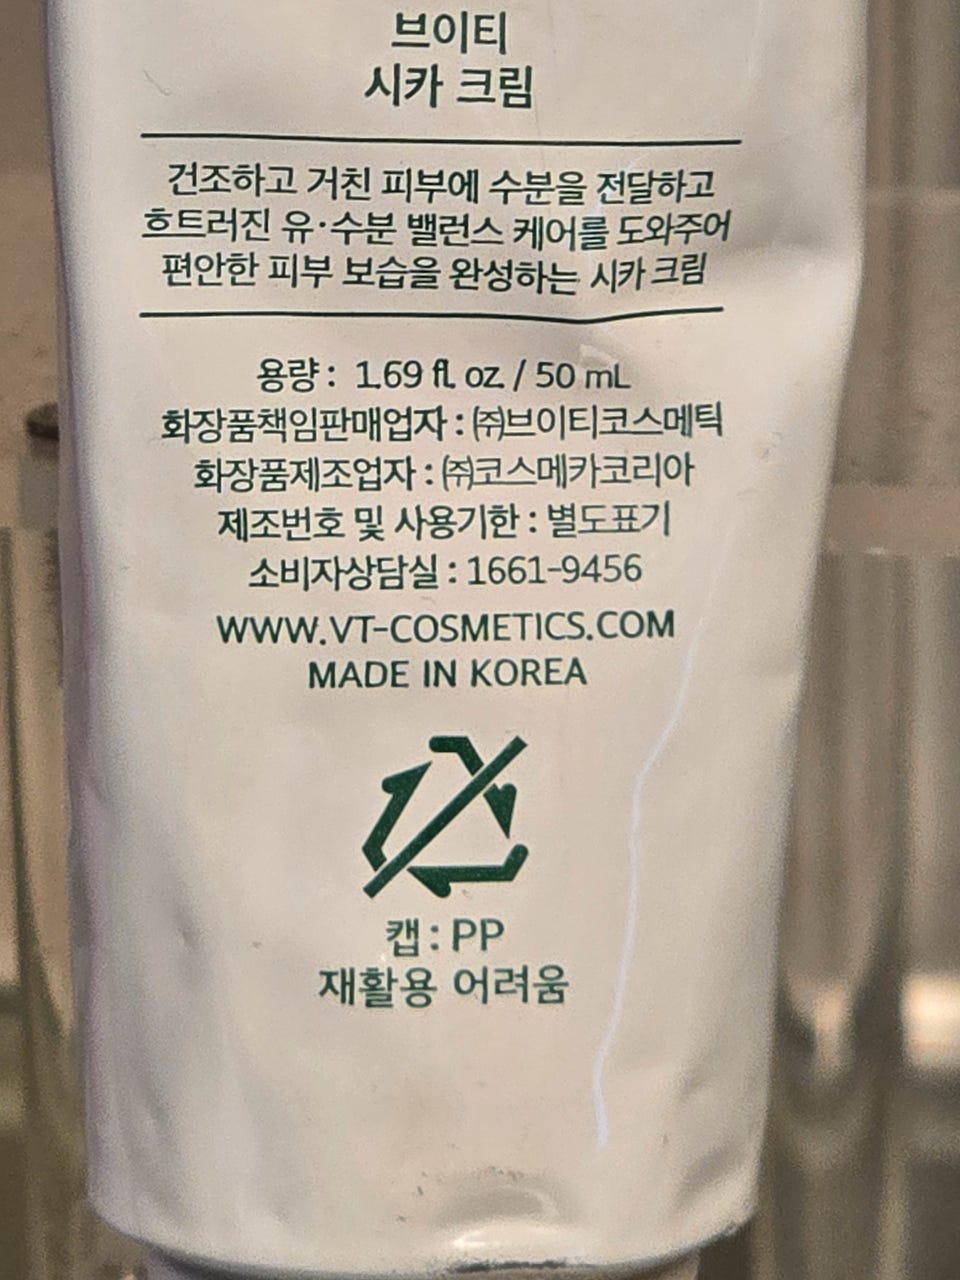 브이티
시카 크림
건조하고 거친 피부에 수분을 전달하고
흐트러진 유·수분 밸런스 케어를 도와주어
편안한 피부 보습을 완성하는 시카 크림
용량 : 1.69 fl. oz. / 50 mL
화장품책임판매업자 : ㈜브이티코스메틱
화장품제조업자 : ㈜코스메카코리아
제조번호 및 사용기한 : 별도표기
소비자상담실 : 1661-9456
WWW.VT-COSMETICS.COM
MADE IN KOREA
캡 : PP
재활용 어려움